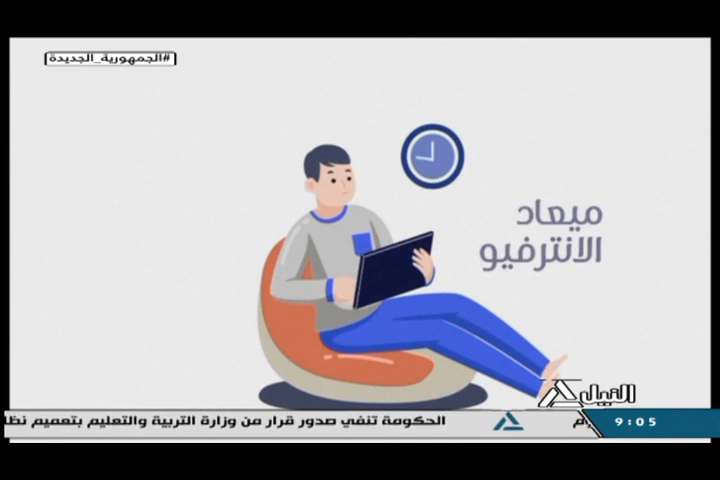 #الجمهورية_الجديدة
ميعاد
الانترفيو
النيل
الحكومة تنفي صدور قرار من وزارة التربية والتعليم بتعميم
9:05